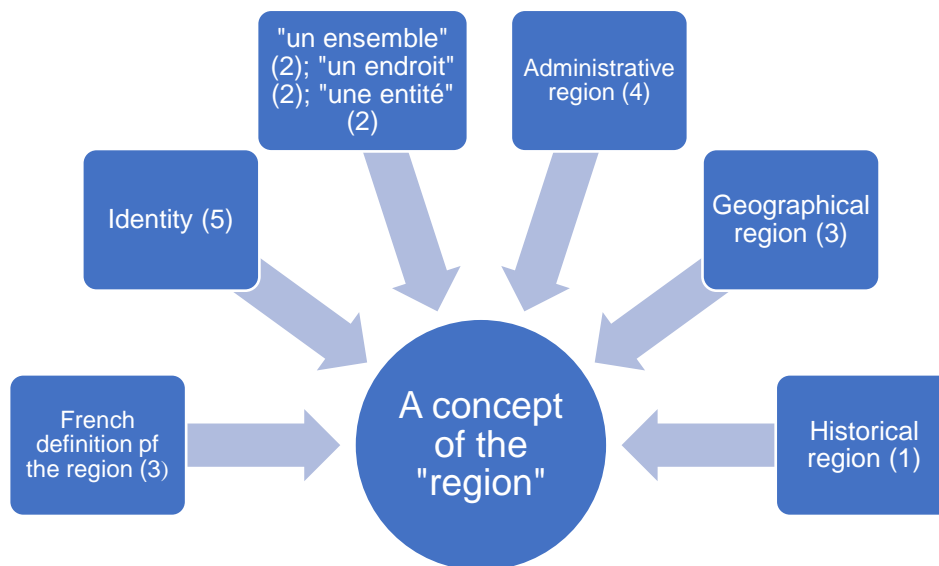 "un ensemble"
(2); "un endroit"
(2); "une entité"
(2)
Administrative
region (4)
Identity (5)
Geographical
region (3)
French
definition pf
the region (3)
A concept
of the
"region"
Historical
region (1)